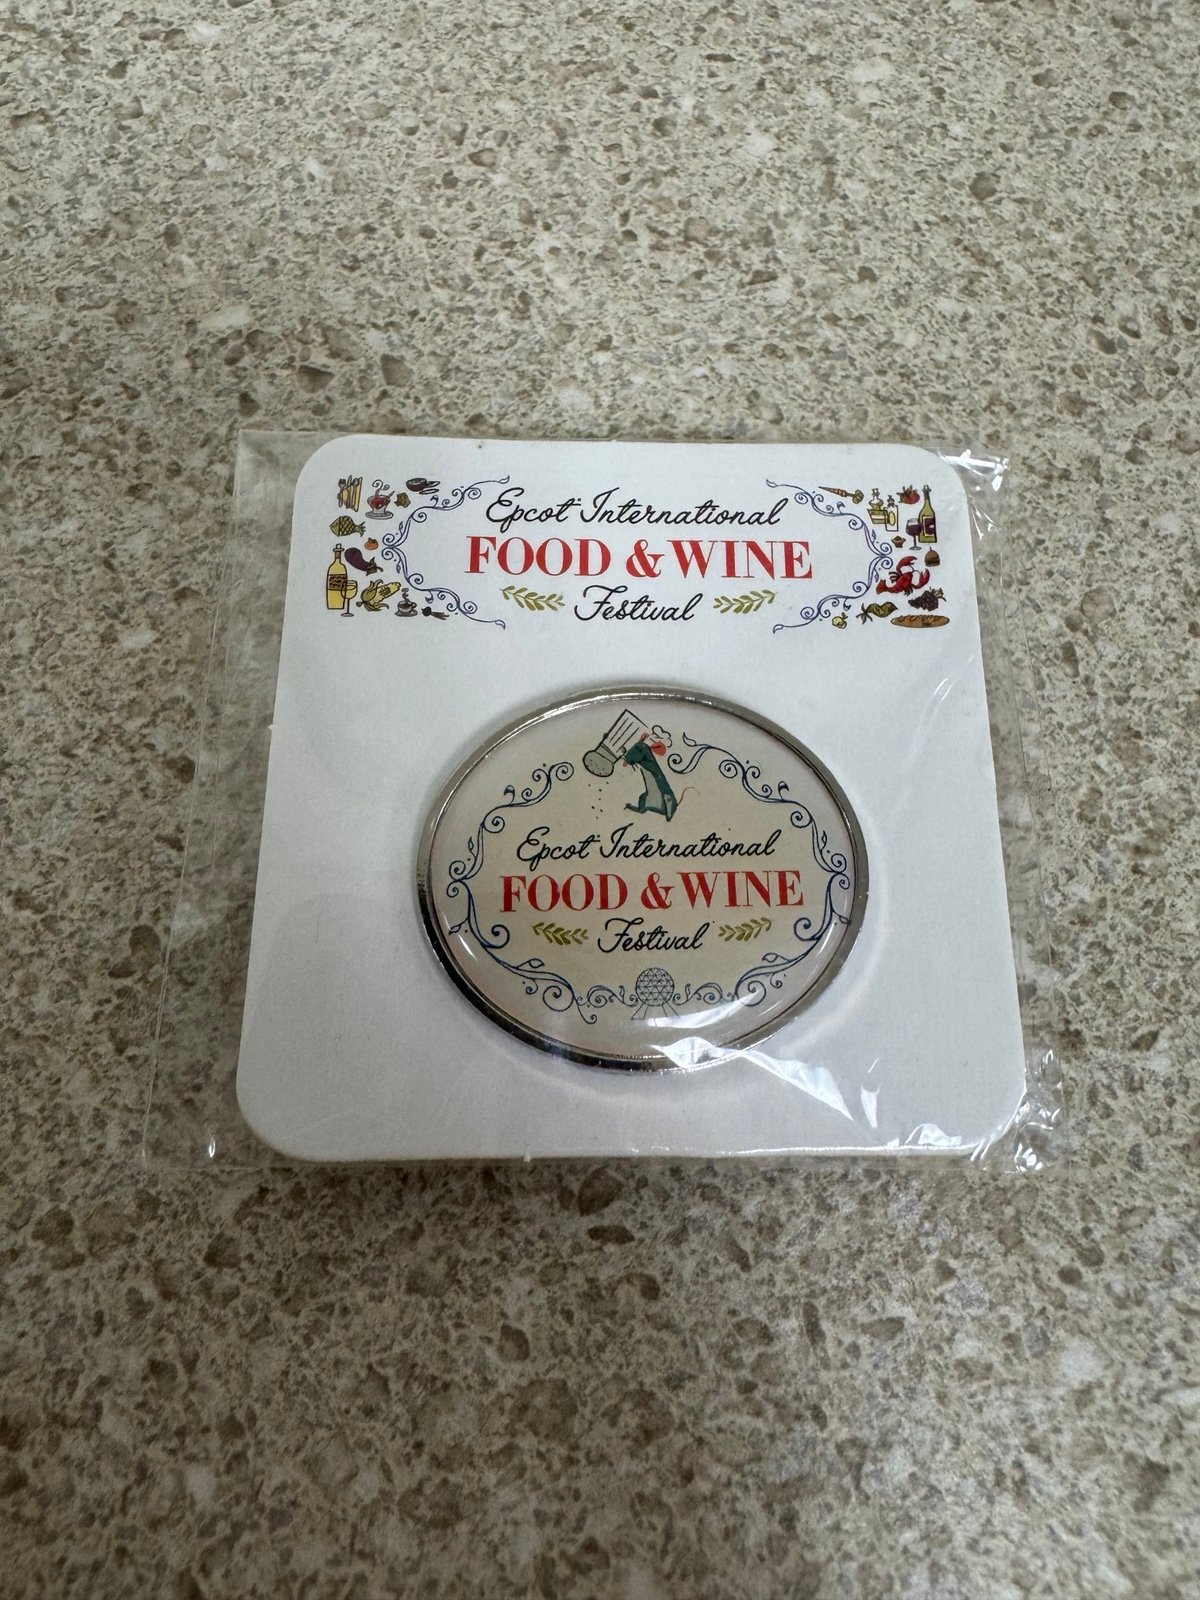 Epcot International
FOOD & WINE
Festival
Epcot International
FOOD & WINE
Festival